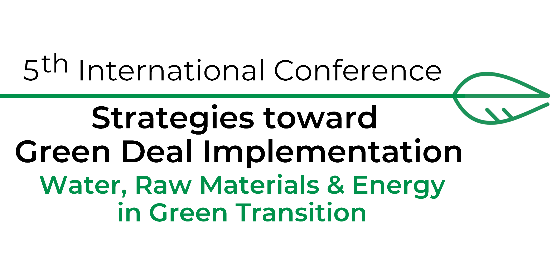 5th International Conference
Strategies toward
Green Deal Implementation
Water, Raw Materials & Energy
in Green Transition